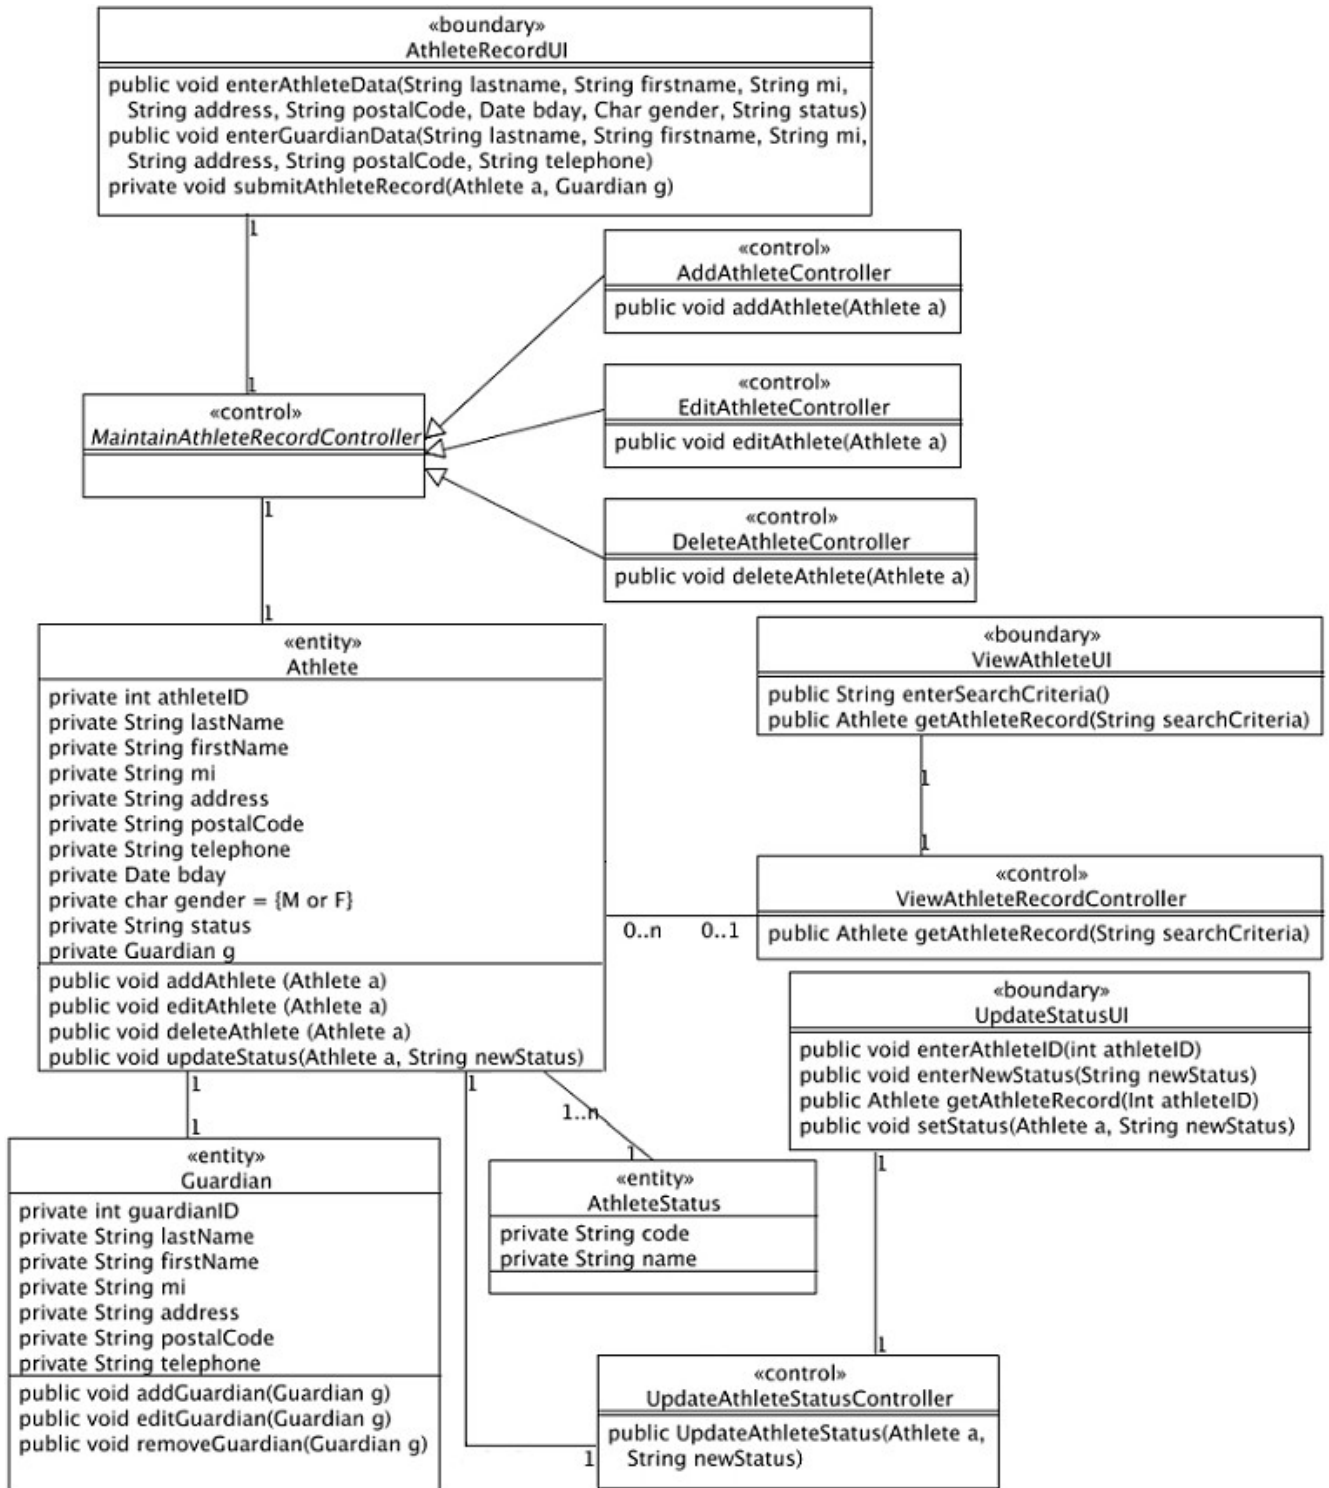 «boundary»
AthleteRecordUI
public void enterAthleteData(String lastname, String firstname, String mi,
String address, String postalCode, Date bday, Char gender, String status)
public void enterGuardianData(String lastname, String firstname, String mi,
String address, String postalCode, String telephone)
private void submitAthleteRecord(Athlete a, Guardian g)
1
1
«control»
MaintainAthleteRecordController
«control»
AddAthleteController
public void addAthlete(Athlete a)
«control»
EditAthleteController
public void editAthlete(Athlete a)
«control»
DeleteAthleteController
public void deleteAthlete(Athlete a)
1
1
«entity»
Athlete
private int athleteID
private String lastName
private String firstName
private String mi
private String address
private String postalCode
private String telephone
private Date bday
private char gender = {M or F}
private String status
private Guardian g
public void addAthlete (Athlete a)
public void editAthlete (Athlete a)
public void deleteAthlete (Athlete a)
public void updateStatus(Athlete a, String newStatus)
«boundary»
ViewAthleteUI
public String enterSearchCriteria()
public Athlete getAthleteRecord(String searchCriteria)
1
1
«control»
ViewAthleteRecordController
public Athlete getAthleteRecord(String searchCriteria)
0..n 0..1
«boundary»
UpdateStatusUI
public void enterAthleteID(int athleteID)
public void enterNewStatus(String newStatus)
public Athlete getAthleteRecord(Int athleteID)
public void setStatus(Athlete a, String newStatus)
1
1
1
1
«entity»
Guardian
private int guardianID
private String lastName
private String firstName
private String mi
private String address
private String postalCode
private String telephone
public void addGuardian(Guardian g)
public void editGuardian(Guardian g)
public void removeGuardian(Guardian g)
1..n
1
«entity»
AthleteStatus
private String code
private String name
1
1
«control»
UpdateAthleteStatusController
public UpdateAthleteStatus(Athlete a,
String newStatus)